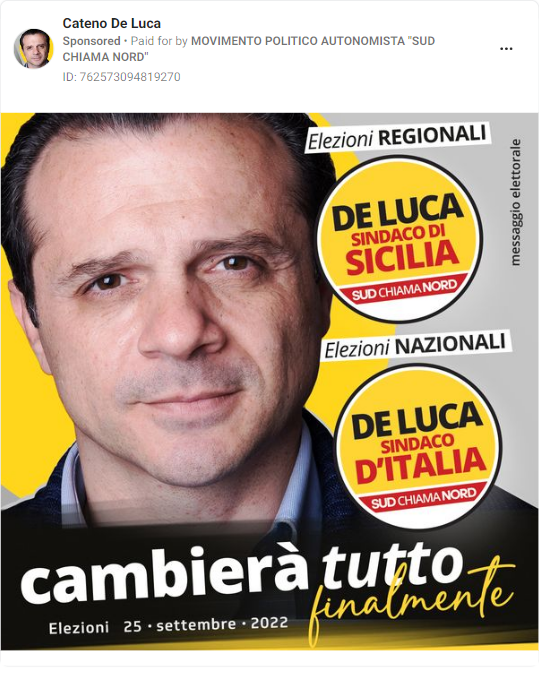 Cateno De Luca
Sponsored • Paid for by MOVIMENTO POLITICO AUTONOMISTA "SUD
CHIAMA NORD"
ID: 762573094819270
Elezioni REGIONALI
DE LUCA
SINDACO DI
SICILIA
SUD CHIAMA NORD
messaggio elettorale
Elezioni NAZIONALI
DE LUCA
SINDACO
D'ITALIA
SUD CHIAMA NORD
cambierà tutto
finalmente
Elezioni 25 • settembre • 2022